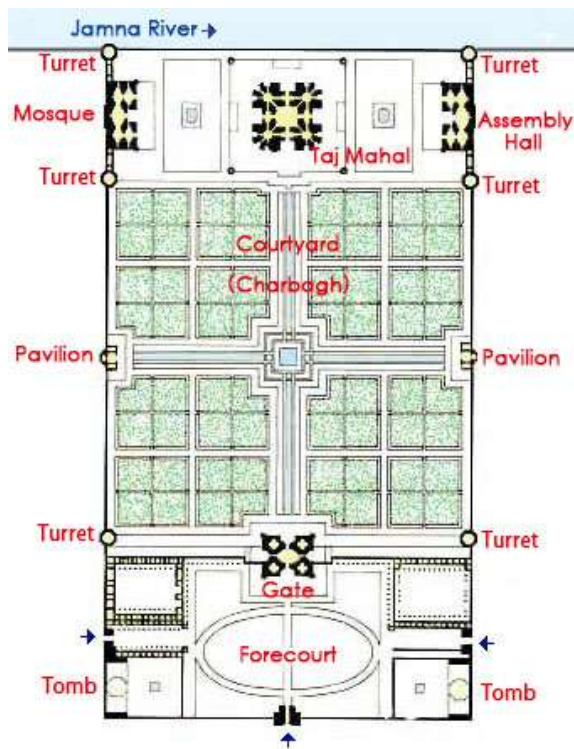 Jamna River →
Turret
Turret
Mosque
Assembly
Hall
Taj Mahal
Turret
Turret
Courtyard
(Charbagh)
Pavilion
Pavilion
Turret
Turret
Gate
Forecourt
Tomb
Tomb